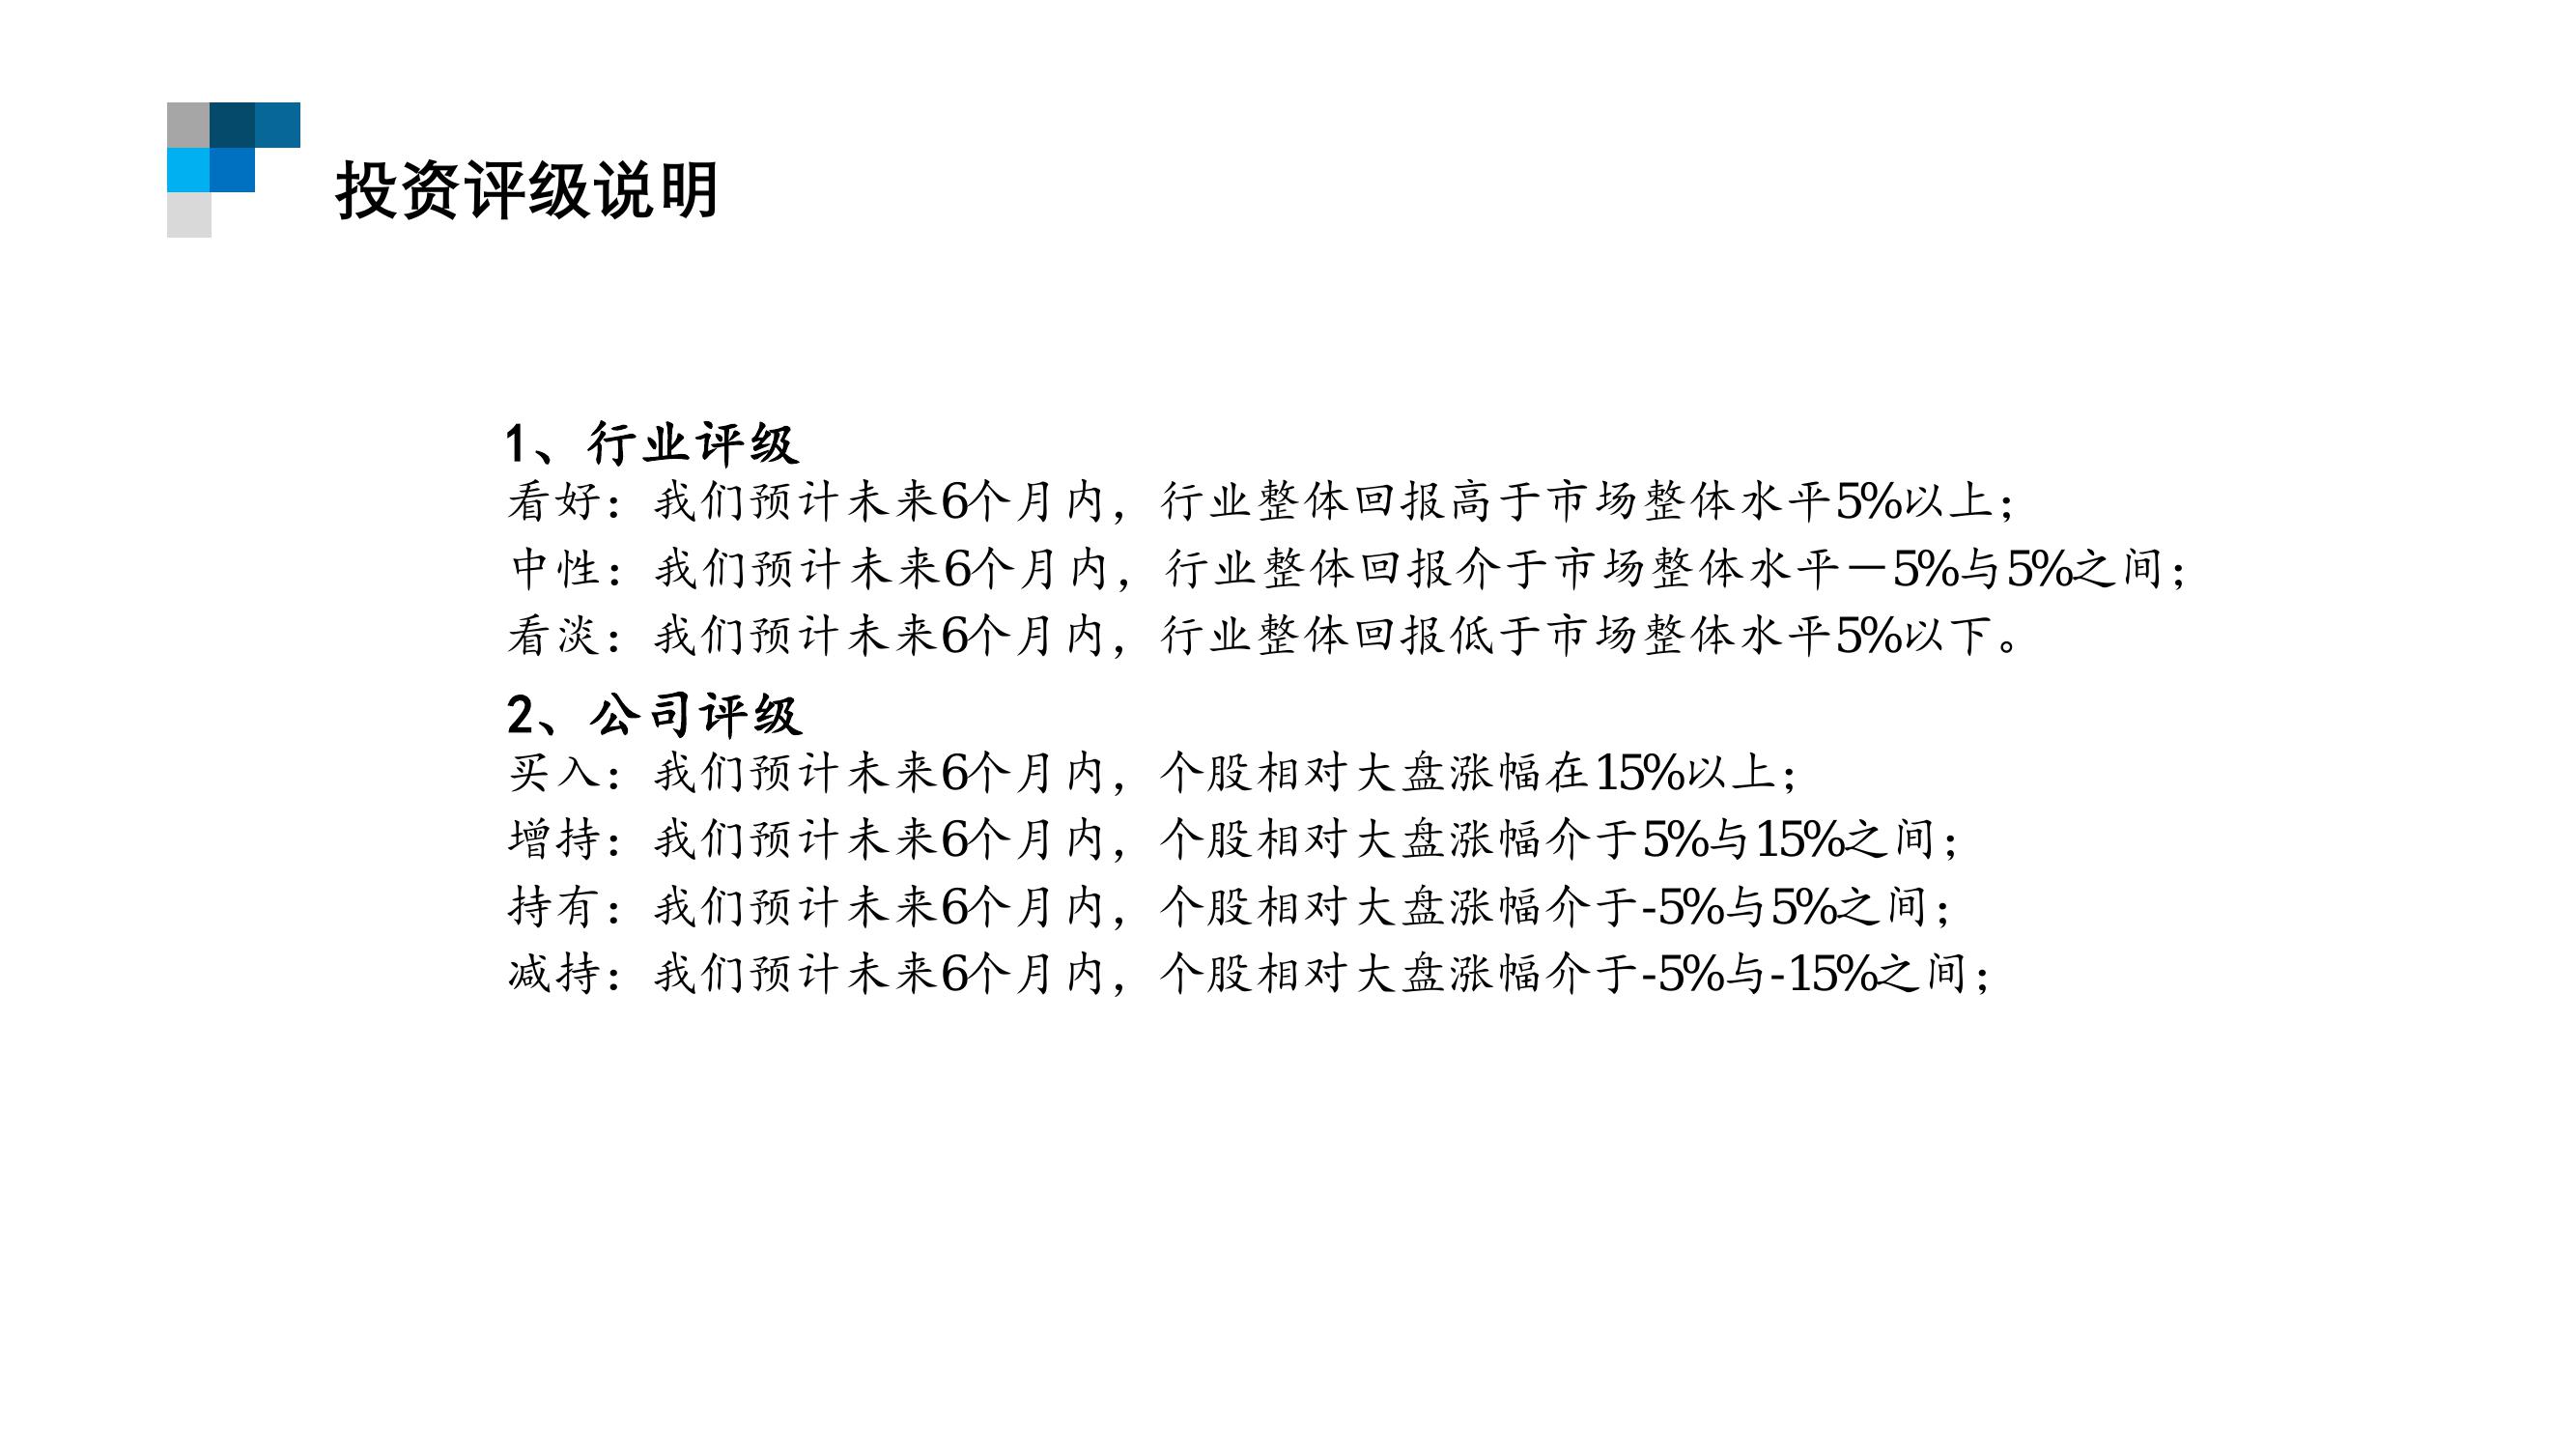 投资评级说明
1、行业评级
看好：我们预计未来6个月内，行业整体回报高于市场整体水平5%以上；
中性：我们预计未来6个月内，行业整体回报介于市场整体水平－5%与5%之间；
看淡：我们预计未来6个月内，行业整体回报低于市场整体水平5%以下。
2、公司评级
买入：我们预计未来6个月内，个股相对大盘涨幅在15%以上；
增持：我们预计未来6个月内，个股相对大盘涨幅介于5%与15%之间；
持有：我们预计未来6个月内，个股相对大盘涨幅介于-5%与5%之间；
减持：我们预计未来6个月内，个股相对大盘涨幅介于-5%与-15%之间；